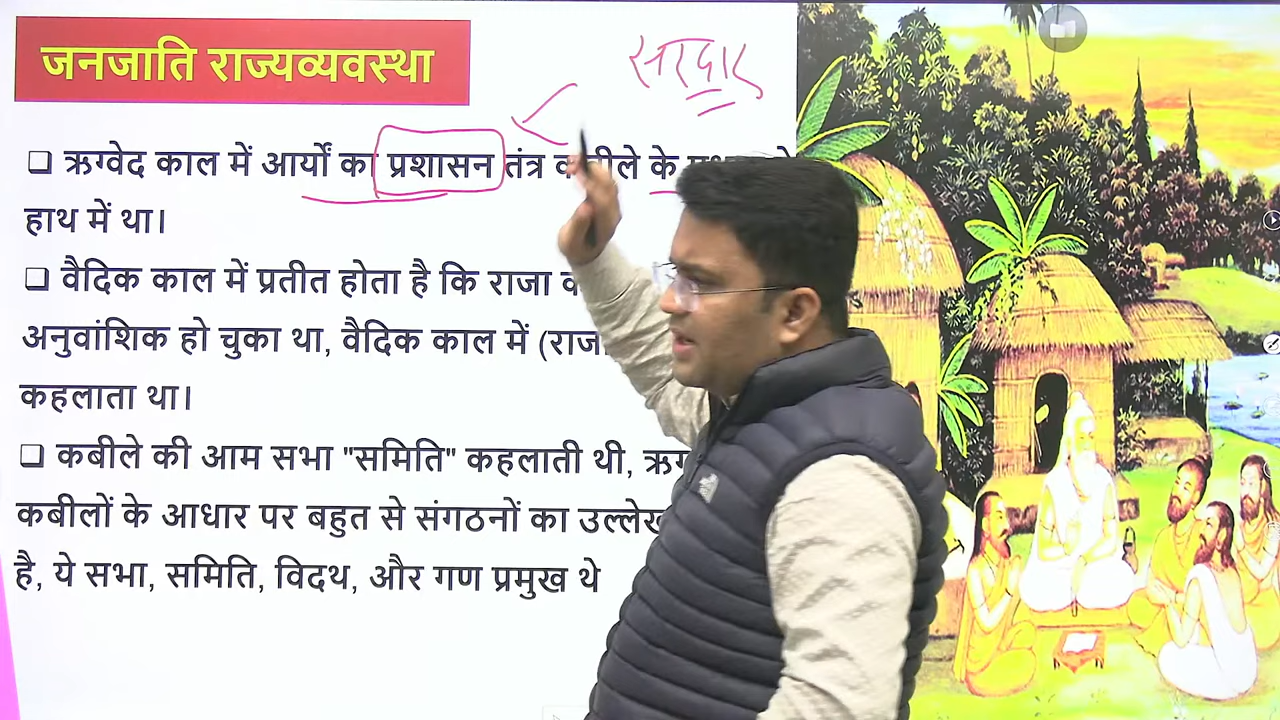 जनजाति राज्यव्यवस्था
सरदार
❑ ऋग्वेद काल में आर्यों का प्रशासन तंत्र के
हाथ में था।
❑ वैदिक काल में प्रतीत होता है कि राजा
अनुवांशिक हो चुका था, वैदिक काल में
कहलाता था।
❑ कबीले की आम सभा "समिति" कहलाती थी,
कबीलों के आधार पर बहुत से संगठनों का
है, ये सभा, समिति, विदथ, और गण प्रमुख थे